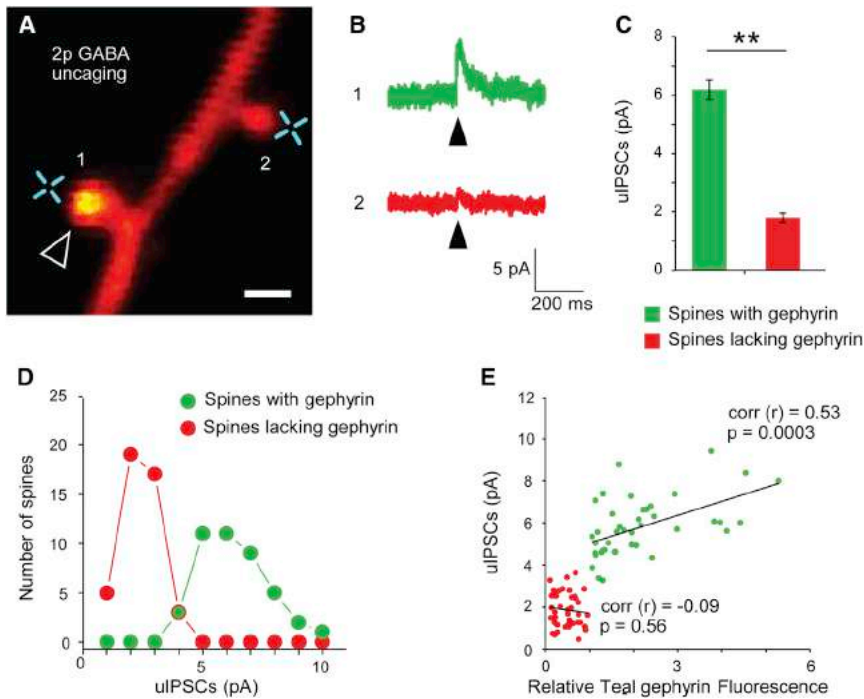 A
2p GABA
uncaging
1
2
B
1
2
5 pA
200 ms
C
**
uIPSCs (pA)
8
6
4
2
0
Spines with gephyrin
Spines lacking gephyrin
D
Number of spines
25
20
15
10
5
0
0 5 10
uIPSCs (pA)
Spines with gephyrin
Spines lacking gephyrin
E
uIPSCs (pA)
12
10
8
6
4
2
0
corr (r) = 0.53
p = 0.0003
corr (r) = -0.09
p = 0.56
0 3 6
Relative Teal gephyrin Fluorescence